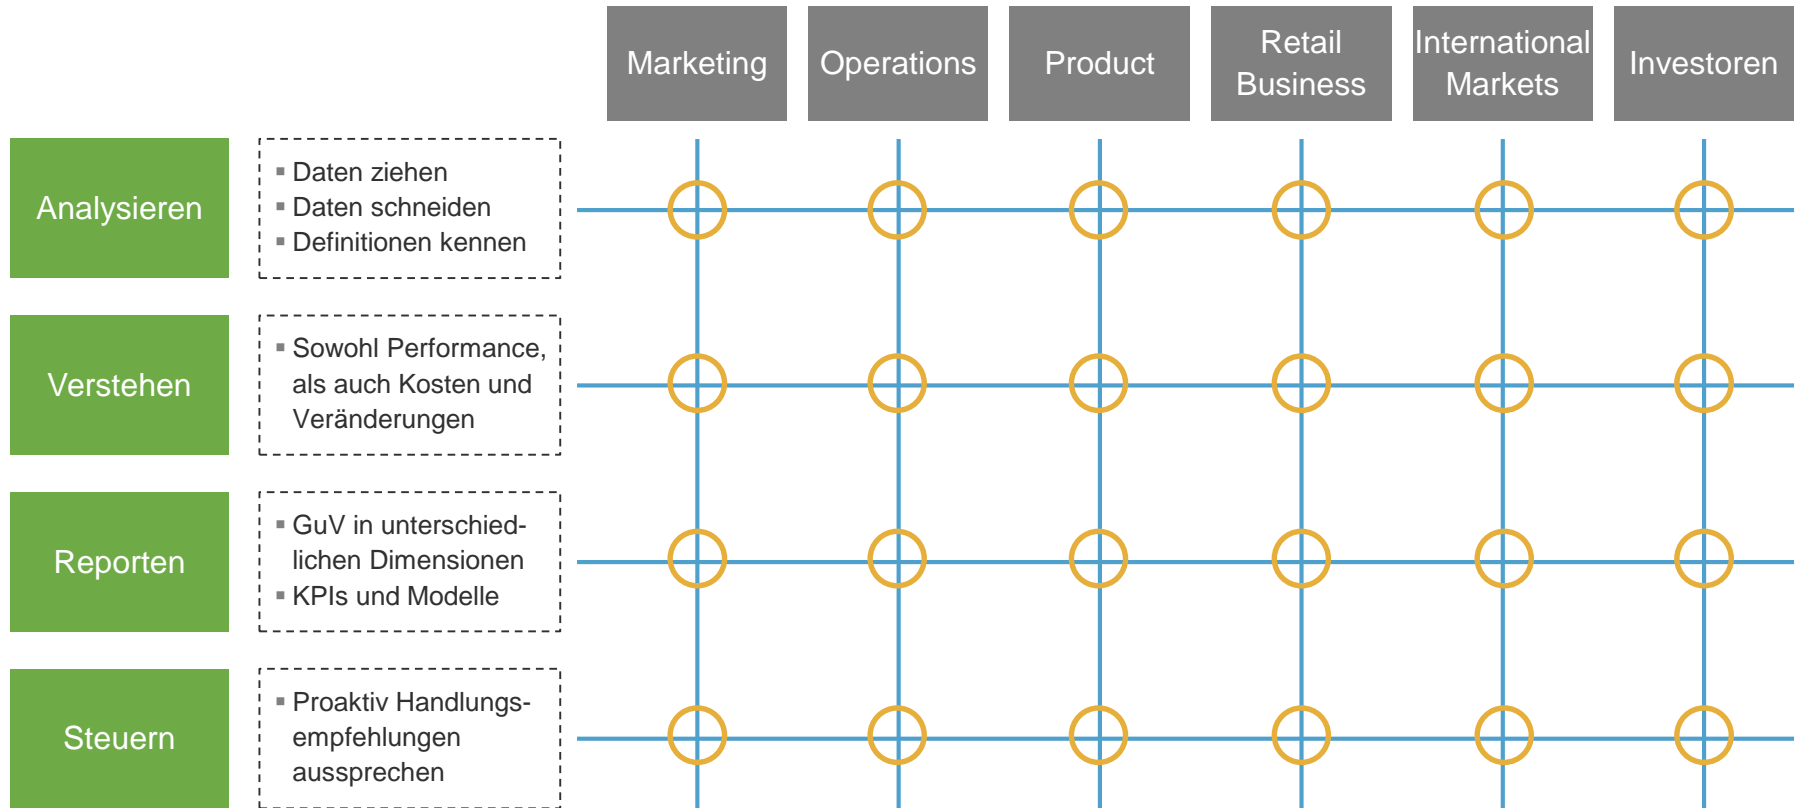 Marketing
Operations
Product
Retail
Business
International
Markets
Investoren
Analysieren
▪ Daten ziehen
▪ Daten schneiden
▪ Definitionen kennen
Verstehen
▪ Sowohl Performance,
als auch Kosten und
Veränderungen
Reporten
▪ GuV in unterschied-
lichen Dimensionen
▪ KPIs und Modelle
Steuern
▪ Proaktiv Handlungs-
empfehlungen
aussprechen